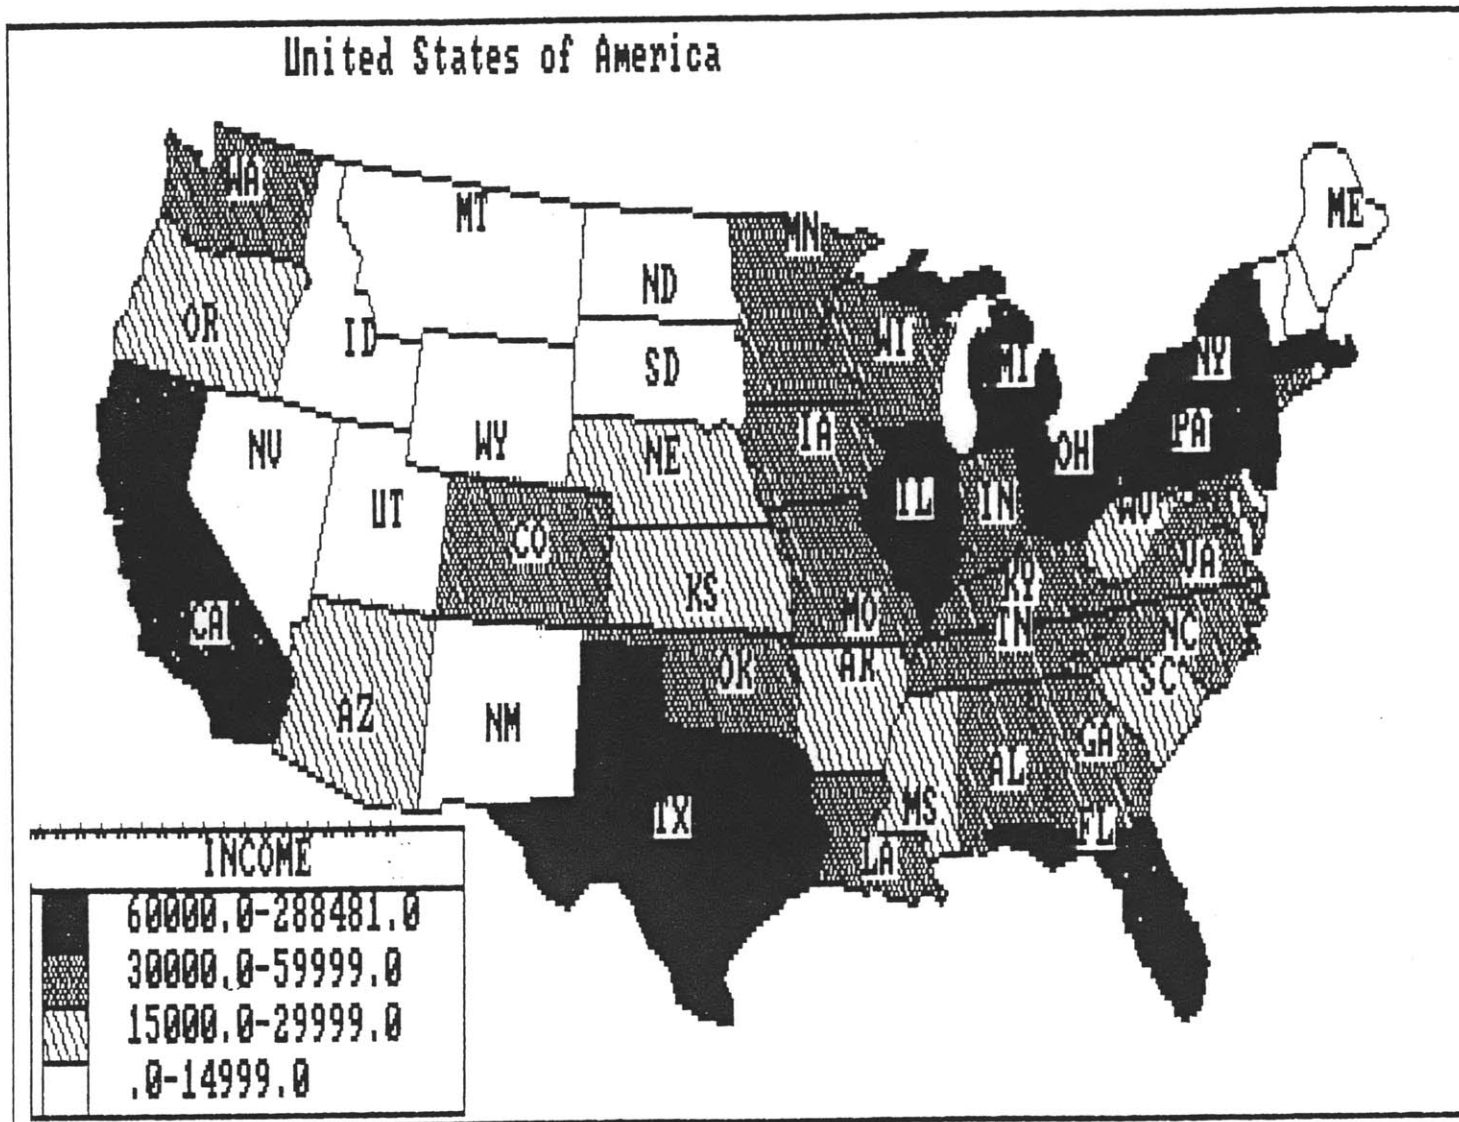 United States of America
WA
MT
ME
MN
ND
OR
ID
WI
SD
MI
NY
NV
WY
NE
IA
OH
PA
UT
CO
IL
IN
WV
VA
KS
MO
KY
CA
TN
NC
OK
AR
SC
AZ
NM
AL
GA
TX
MS
FL
LA
INCOME
60000.0-288481.0
30000.0-59999.0
15000.0-29999.0
.0-14999.0